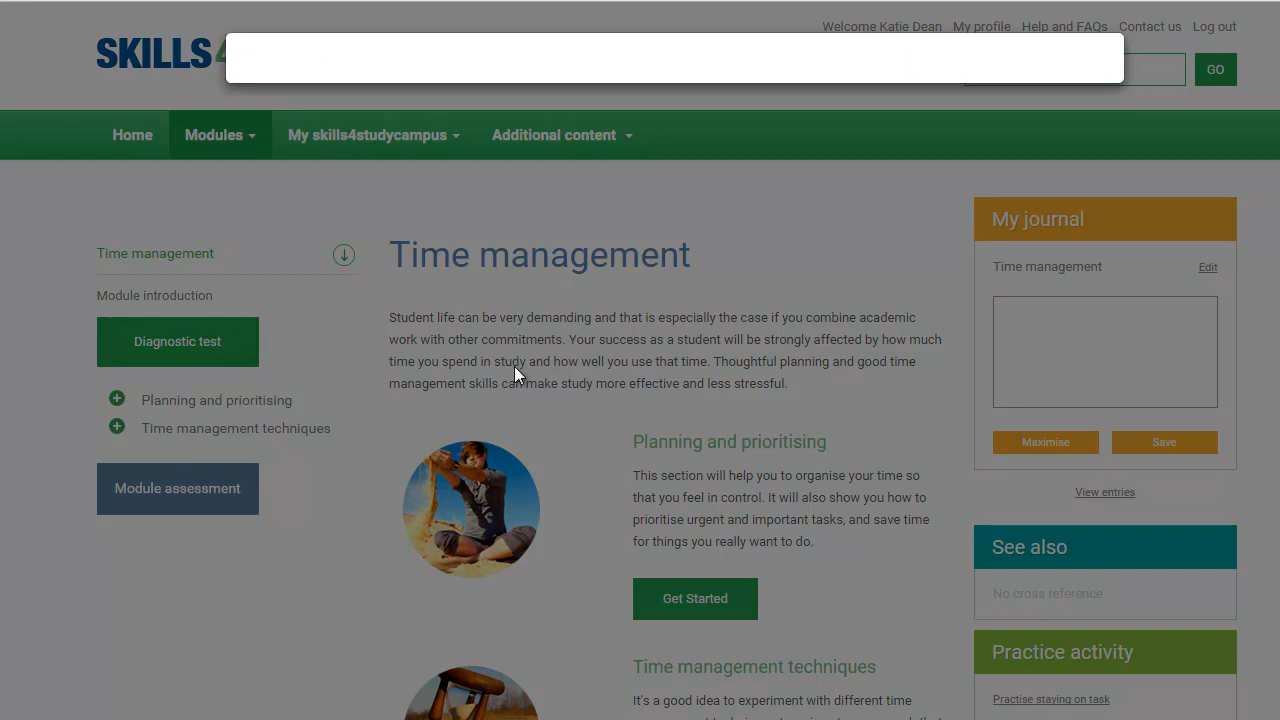 Welcome Katie Dean My profile Help and FAQs Contact us Log out
SKILLS
GO
Home Modules My skills4studycampus Additional content
Time management
Module introduction
Diagnostic test
Planning and prioritising
Time management techniques
Module assessment
Time management
Student life can be very demanding and that is especially the case if you combine academic
work with other commitments. Your success as a student will be strongly affected by how much
time you spend in study and how well you use that time. Thoughtful planning and good time
management skills can make study more effective and less stressful.
Planning and prioritising
This section will help you to organise your time so
that you feel in control. It will also show you how to
prioritise urgent and important tasks, and save time
for things you really want to do.
Get Started
Time management techniques
It's a good idea to experiment with different time
My journal
Time management Edit
Maximise Save
View entries
See also
No cross reference
Practice activity
Practise staying on task